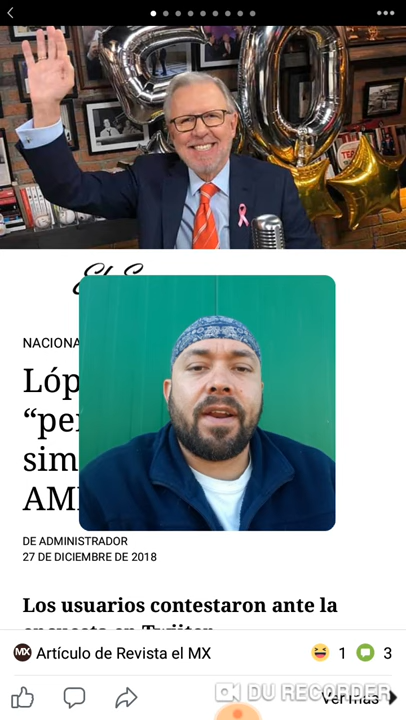 NACIONA
Lóp
“pe
sim
AM
DE ADMINISTRADOR
27 DE DICIEMBRE DE 2018
Los usuarios contestaron ante la
MX Artículo de Revista el MX
1
3
DU RECORDER
Ver más